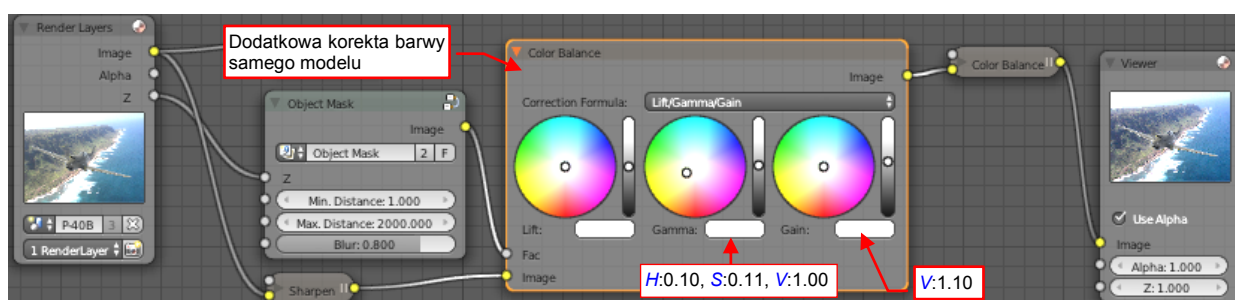 Render Layers
Image
Alpha
Z
P-40B 3
1 RenderLayer
Dodatkowa korekta barwy
samego modelu
Object Mask
Image
Object Mask 2 F
Z
Min. Distance: 1.000
Max. Distance: 2000.000
Blur: 0.800
Sharpen
Color Balance
Image
Correction Formula: Lift/Gamma/Gain
Lift: Gamma: Gain:
Fac
Image
H:0.10, S:0.11, V:1.00
V:1.10
Color Balance
Viewer
Use Alpha
Image
Alpha: 1.000
Z: 1.000